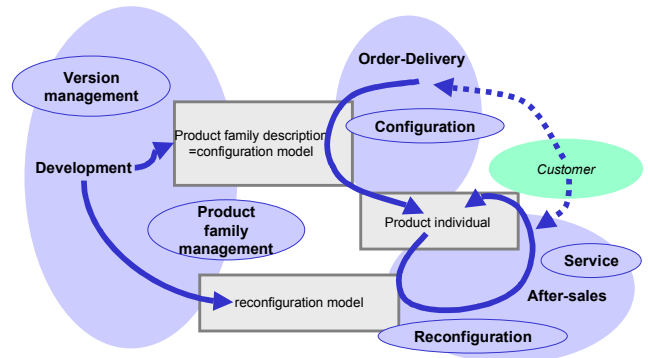 Order-Delivery
Version
management
Product family description
=configuration model
Configuration
Development
Customer
Product
family
management
Product individual
Service
After-sales
reconfiguration model
Reconfiguration